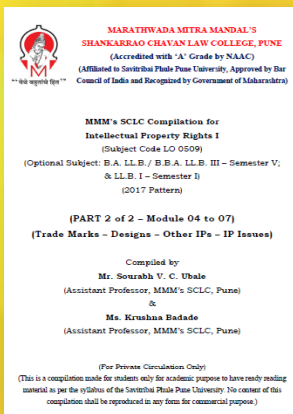 MARATHWADA MITRA MANDAL'S
SHANKARRAO CHAVAN LAW COLLEGE, PUNE
(Accredited with 'A' Grade by NAAC)
(Affiliated to Savitribai Phule Pune University, Approved by Bar
Council of India and Recognized by Government of Maharashtra)
"येथे बहुतांचे हित"
MMM's SCLC Compilation for
Intellectual Property Rights I
(Subject Code LO 0509)
(Optional Subject: B.A. LL.B./ B.B.A. LL.B. III – Semester V;
& LL.B. I – Semester I)
(2017 Pattern)
(PART 2 of 2 – Module 04 to 07)
(Trade Marks – Designs – Other IPs – IP Issues)
Compiled by
Mr. Sourabh V. C. Ubale
(Assistant Professor, MMM's SCLC, Pune)
&
Ms. Krushna Badade
(Assistant Professor, MMM's SCLC, Pune)
(For Private Circulation Only)
(This is a compilation made for students only for academic purpose to have ready reading
material as per the syllabus of the Savitribai Phule Pune University. No content of this
compilation shall be reproduced in any form for commercial purpose.)